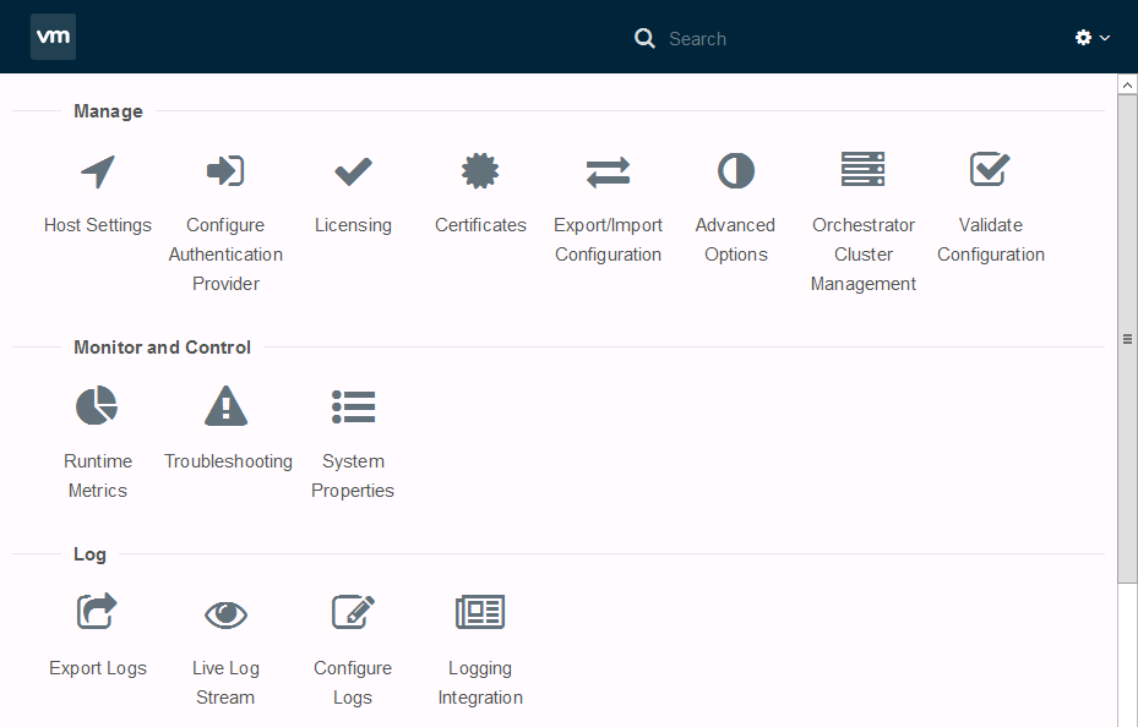 vm
Search
Manage
Host Settings
Configure
Authentication
Provider
Licensing
Certificates
Export/Import
Configuration
Advanced
Options
Orchestrator
Cluster
Management
Validate
Configuration
Monitor and Control
Runtime
Metrics
Troubleshooting
System
Properties
Log
Export Logs
Live Log
Stream
Configure
Logs
Logging
Integration